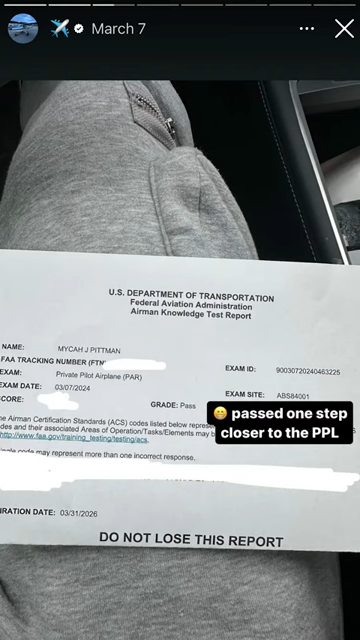 March 7
U.S. DEPARTMENT OF TRANSPORTATION
Federal Aviation Administration
Airman Knowledge Test Report
NAME: MYCAH J PITTMAN
FAA TRACKING NUMBER (FTN
EXAM: Private Pilot Airplane (PAR)
EXAM ID: 90030720240463225
EXAM DATE: 03/07/2024
EXAM SITE: ABS84001
CORE:
GRADE: Pass
😁 passed one step
closer to the PPL
he Airman Certification Standards (ACS) codes listed below represe
des and their associated Areas of Operation/Tasks/Elements may b
http://www.faa.gov/training_testing/testing/acs.
ngle code may represent more than one incorrect response.
IRATION DATE: 03/31/2026
DO NOT LOSE THIS REPORT